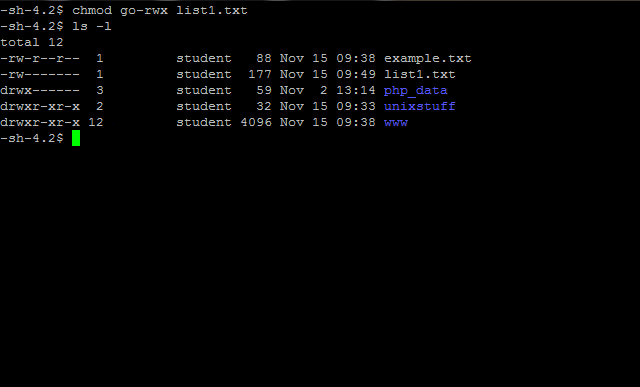 -sh-4.2$ chmod go-rwx list1.txt
-sh-4.2$ ls -l
total 12
-rw-r--r--  1         student   88 Nov 15 09:38 example.txt
-rw-------  1         student  177 Nov 15 09:49 list1.txt
drwx------  3         student   59 Nov  2 13:14 php_data
drwxr-xr-x  2         student   32 Nov 15 09:33 unixstuff
drwxr-xr-x 12         student 4096 Nov 15 09:38 www
-sh-4.2$